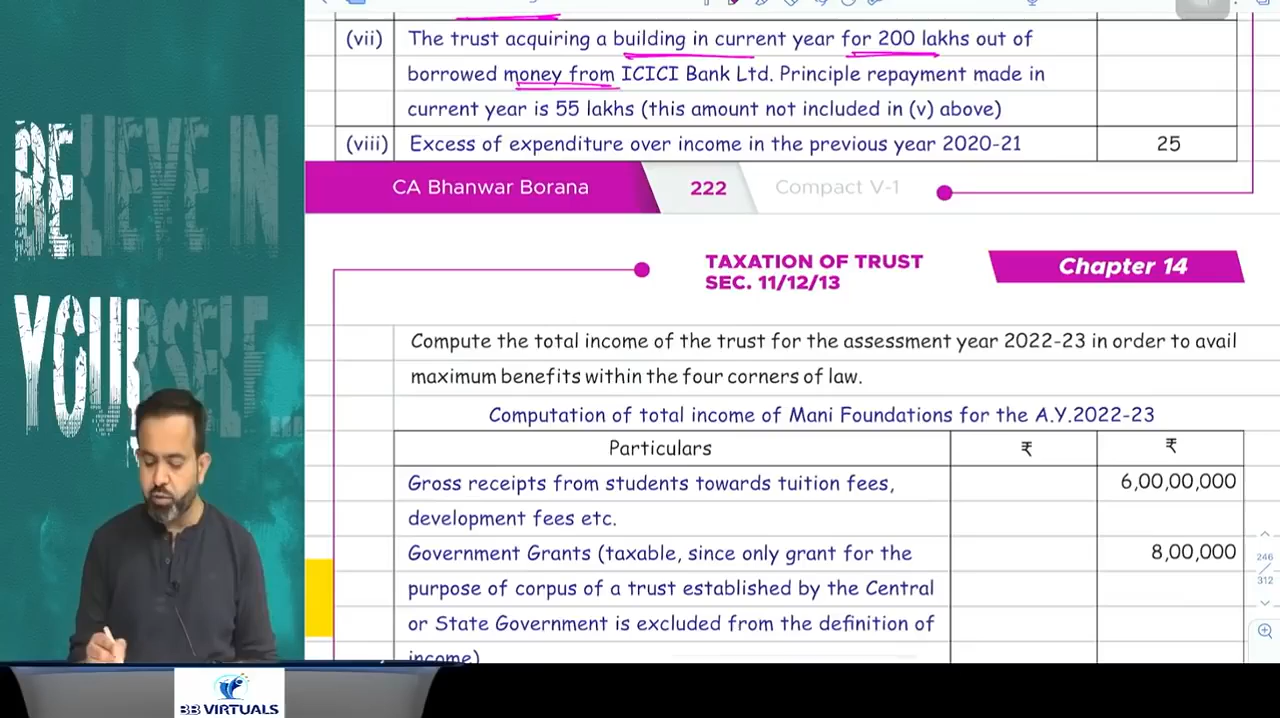 BELIEVE IN
YOURSELF...
(vii) The trust acquiring a building in current year for 200 lakhs out of
borrowed money from ICICI Bank Ltd. Principle repayment made in
current year is 55 lakhs (this amount not included in (v) above)
(viii) Excess of expenditure over income in the previous year 2020-21 25
CA Bhanwar Borana 222 Compact V-1
TAXATION OF TRUST
SEC. 11/12/13
Chapter 14
Compute the total income of the trust for the assessment year 2022-23 in order to avail
maximum benefits within the four corners of law.
Computation of total income of Mani Foundations for the A.Y.2022-23
Particulars ₹ ₹
Gross receipts from students towards tuition fees, 6,00,00,000
development fees etc.
Government Grants (taxable, since only grant for the 8,00,000
purpose of corpus of a trust established by the Central
or State Government is excluded from the definition of
income)
246
312
BB VIRTUALS